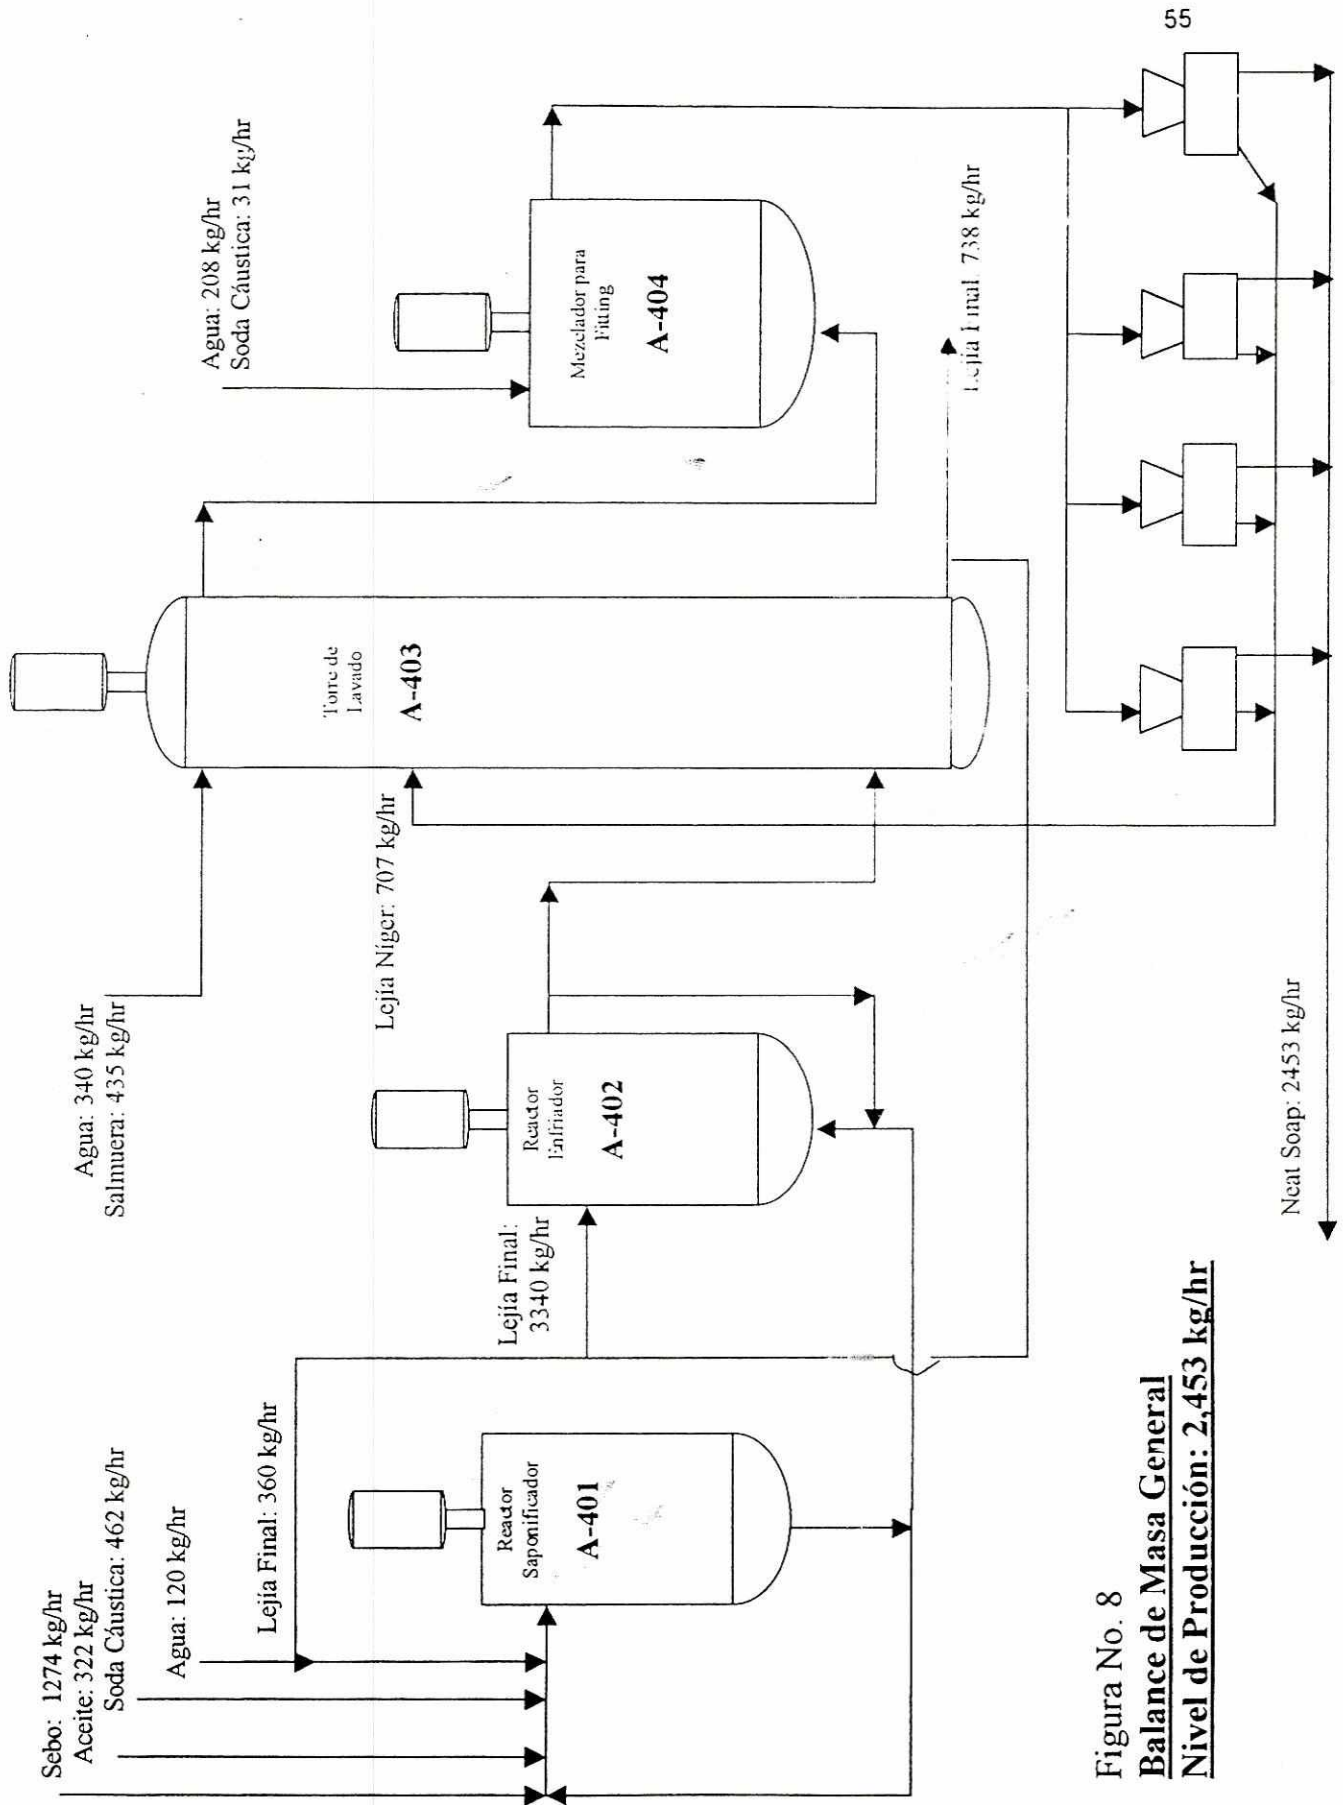 55
Sebo: 1274 kg/hr
Aceite: 322 kg/hr
Soda Cáustica: 462 kg/hr
Agua: 120 kg/hr
Lejía Final: 360 kg/hr
Reactor
Saponificador
A-401
Lejía Final:
3340 kg/hr
Reactor
Enfriador
A-402
Agua: 340 kg/hr
Salmuera: 435 kg/hr
Lejía Níger: 707 kg/hr
Torre de
Lavado
A-403
Agua: 208 kg/hr
Soda Cáustica: 31 kg/hr
Mezclador para
Fitting
A-404
Lejía Final: 738 kg/hr
Neat Soap: 2453 kg/hr
Figura No. 8
Balance de Masa General
Nivel de Producción: 2,453 kg/hr